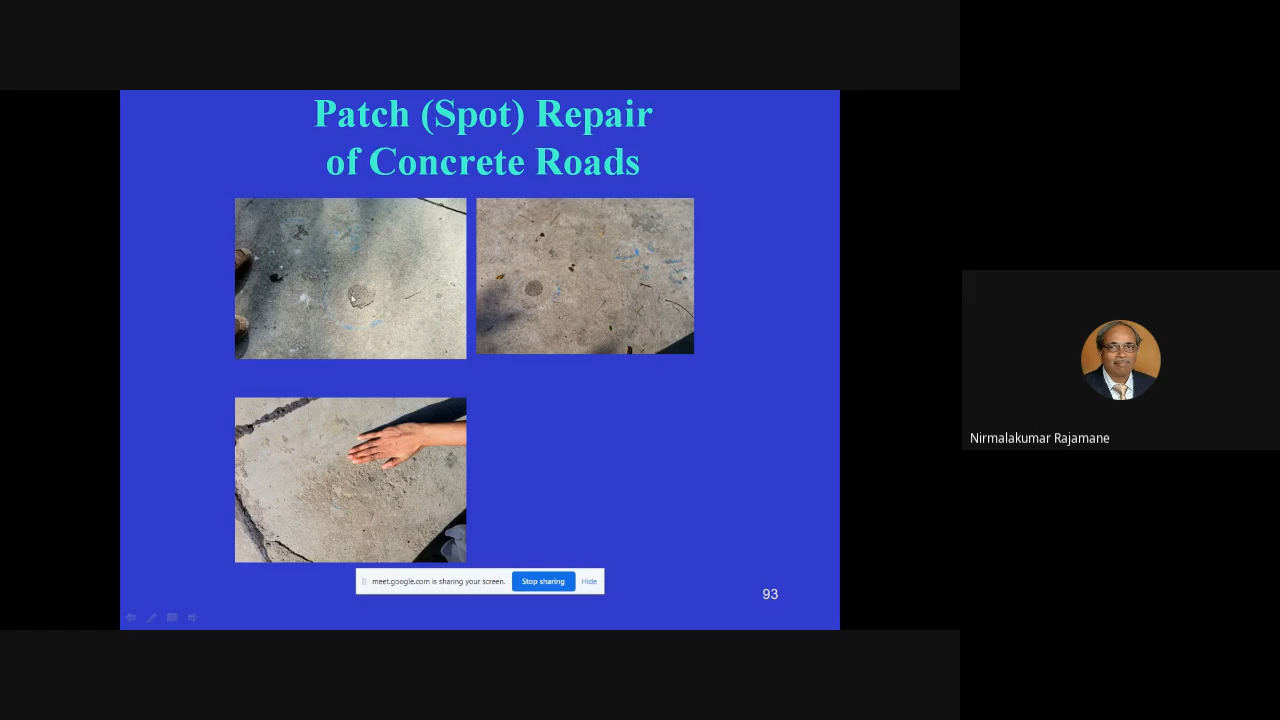 Patch (Spot) Repair
of Concrete Roads
Nirmalakumar Rajamane
meet.google.com is sharing your screen. Stop sharing Hide
93